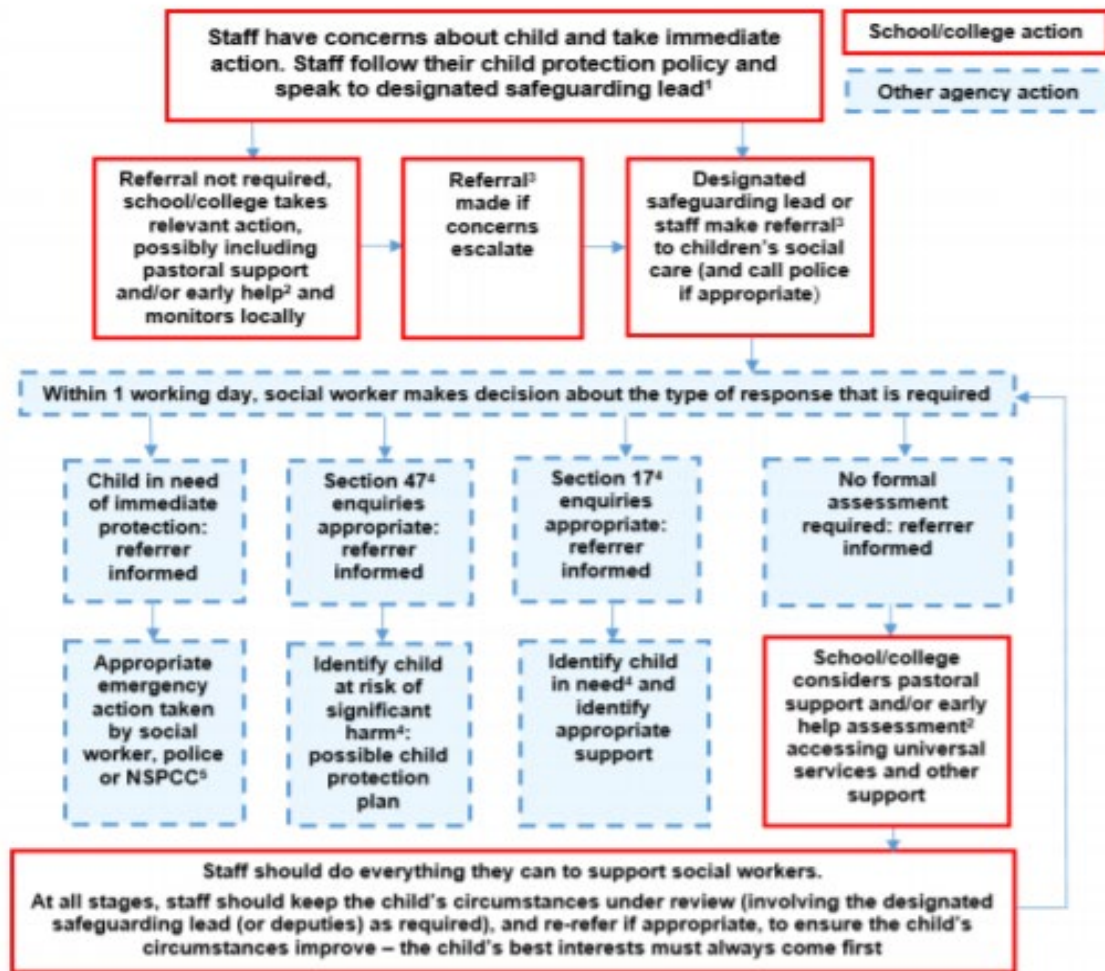 Staff have concerns about child and take immediate
action. Staff follow their child protection policy and
speak to designated safeguarding lead¹
School/college action
Other agency action
Referral not required,
school/college takes
relevant action,
possibly including
pastoral support
and/or early help² and
monitors locally
Referral³
made if
concerns
escalate
Designated
safeguarding lead or
staff make referral³
to children's social
care (and call police
if appropriate)
Within 1 working day, social worker makes decision about the type of response that is required
Child in need
of immediate
protection:
referrer
informed
Section 47⁴
enquiries
appropriate:
referrer
informed
Section 17⁴
enquiries
appropriate:
referrer
informed
No formal
assessment
required: referrer
informed
Appropriate
emergency
action taken
by social
worker, police
or NSPCC⁵
Identify child
at risk of
significant
harm⁴:
possible child
protection
plan
Identify child
in need⁴ and
identify
appropriate
support
School/college
considers pastoral
support and/or early
help assessment²
accessing universal
services and other
support
Staff should do everything they can to support social workers.
At all stages, staff should keep the child's circumstances under review (involving the designated
safeguarding lead (or deputies) as required), and re-refer if appropriate, to ensure the child's
circumstances improve – the child's best interests must always come first